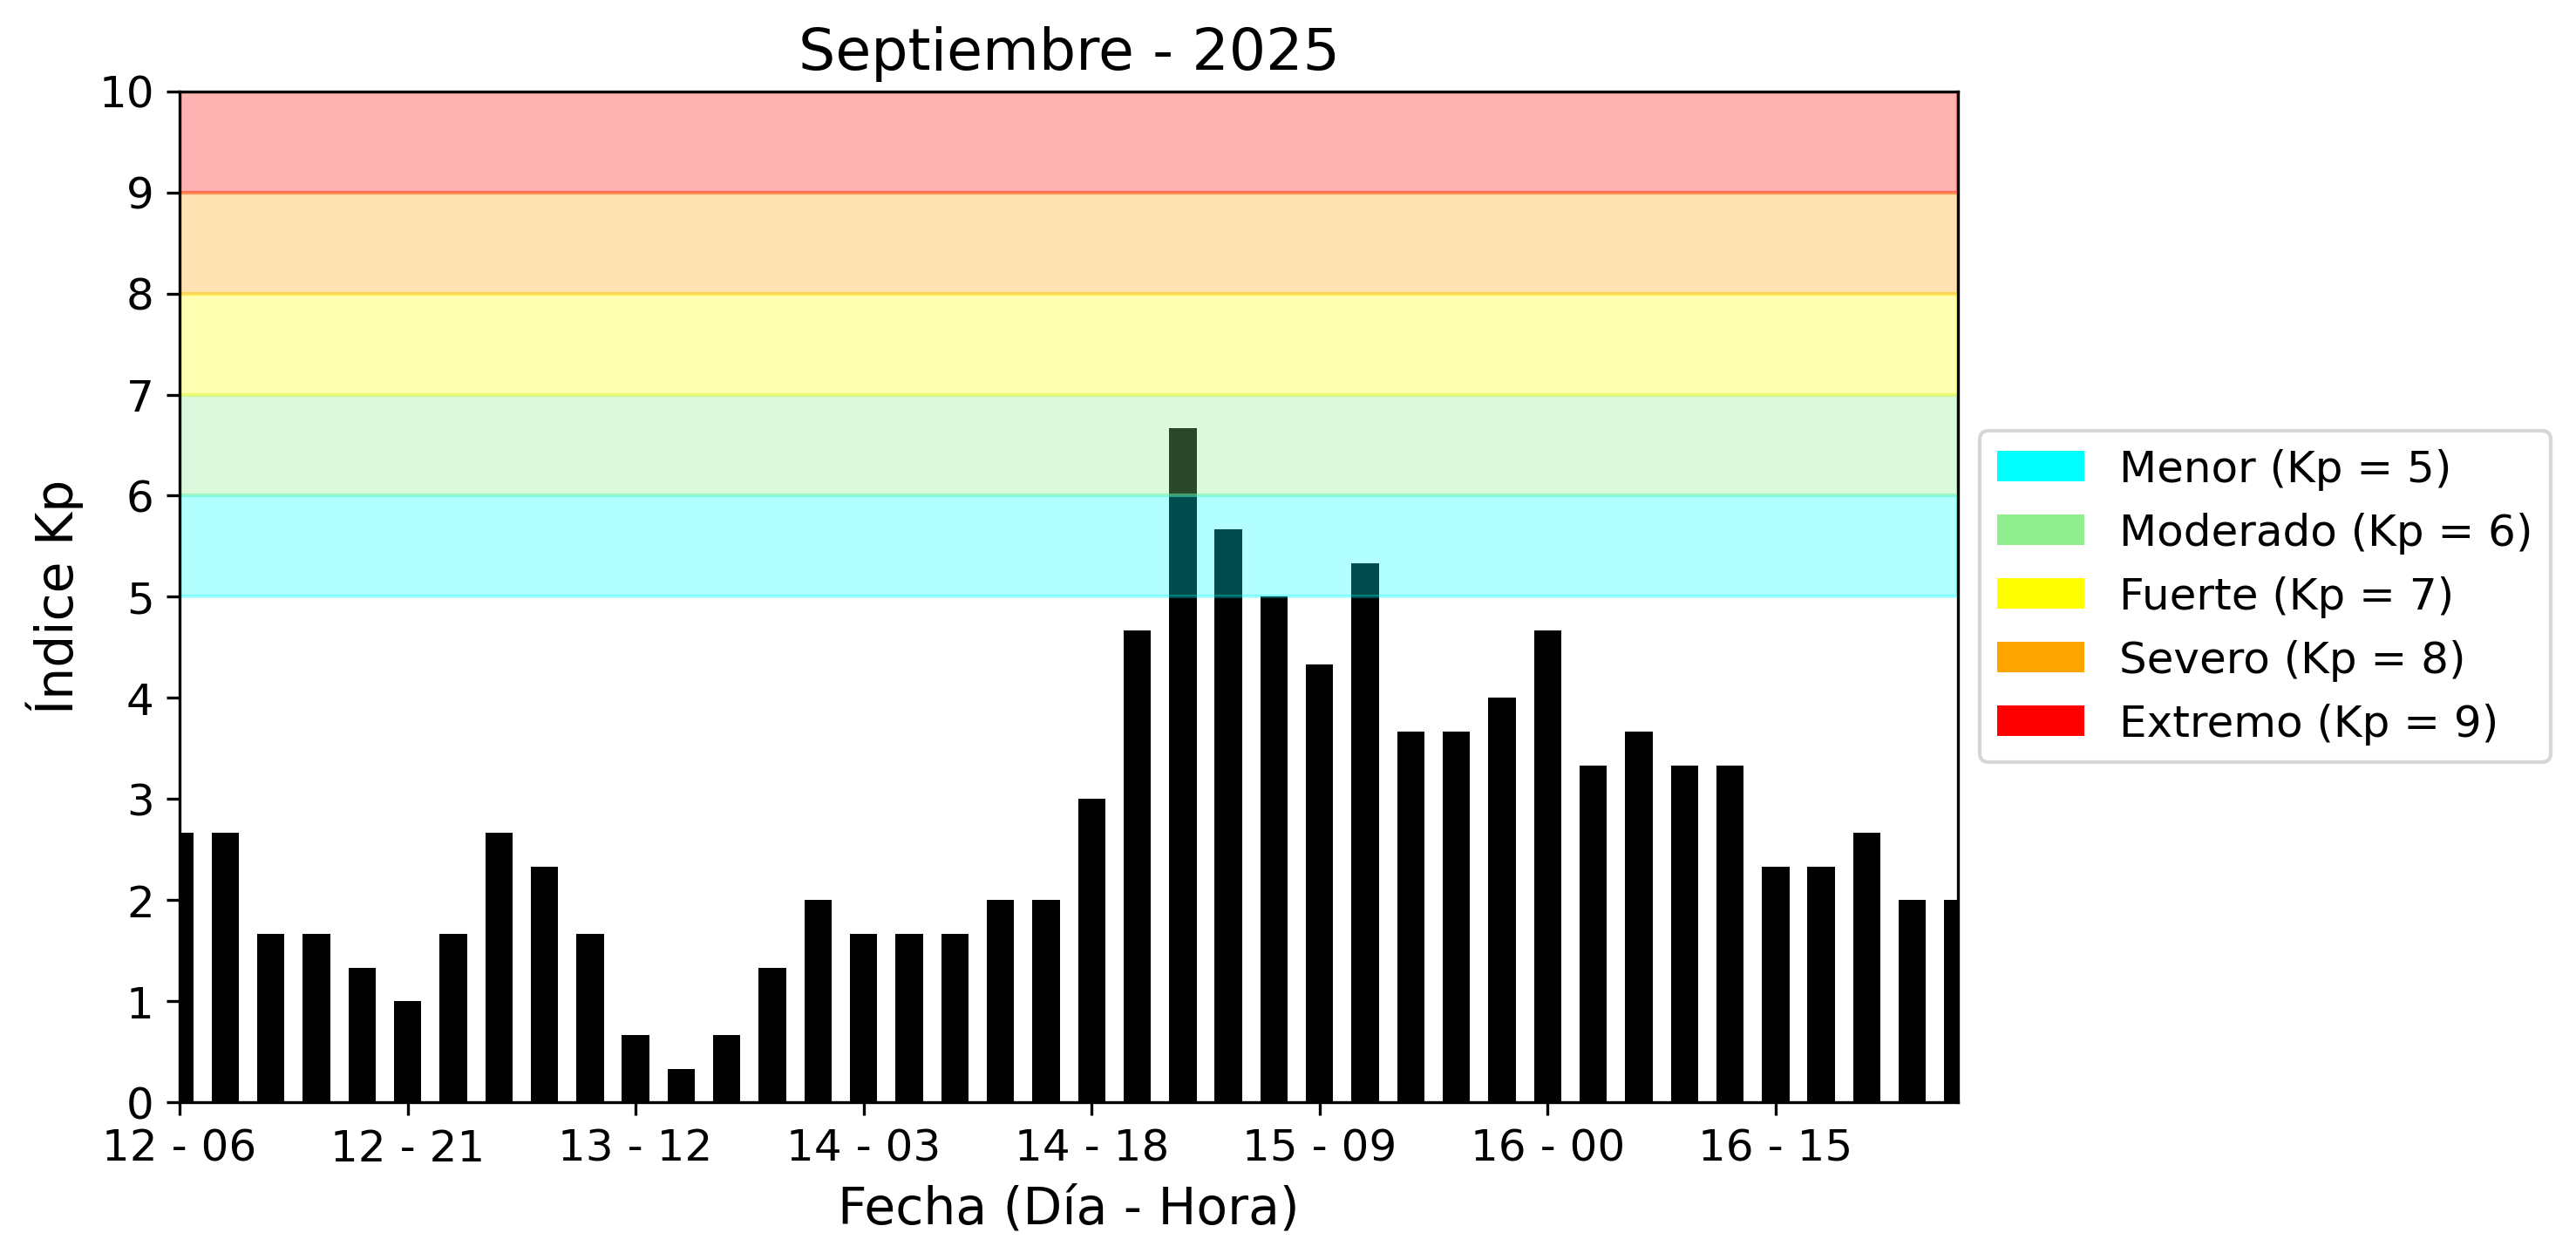 Septiembre - 2025
10
9
8
7
6
5
4
3
2
1
0
Índice Kp
12 - 06
12 - 21
13 - 12
14 - 03
14 - 18
15 - 09
16 - 00
16 - 15
Fecha (Día - Hora)
Menor (Kp = 5)
Moderado (Kp = 6)
Fuerte (Kp = 7)
Severo (Kp = 8)
Extremo (Kp = 9)